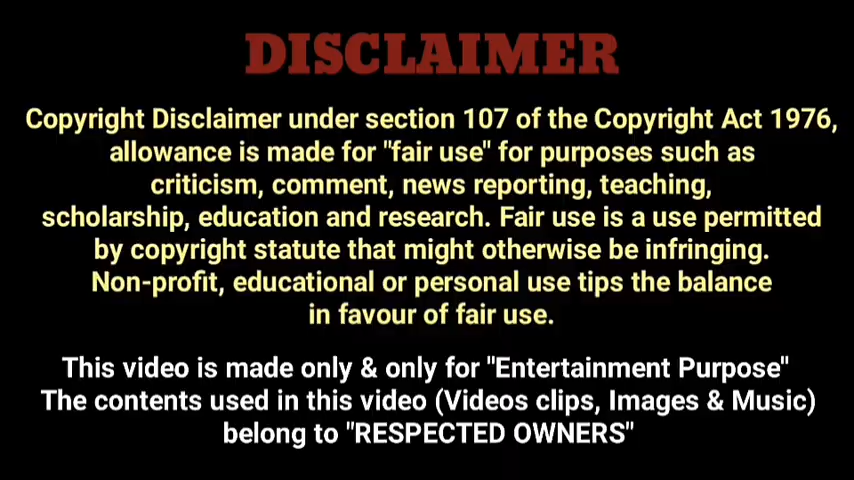 DISCLAIMER
Copyright Disclaimer under section 107 of the Copyright Act 1976,
allowance is made for "fair use" for purposes such as
criticism, comment, news reporting, teaching,
scholarship, education and research. Fair use is a use permitted
by copyright statute that might otherwise be infringing.
Non-profit, educational or personal use tips the balance
in favour of fair use.
This video is made only & only for "Entertainment Purpose"
The contents used in this video (Videos clips, Images & Music)
belong to "RESPECTED OWNERS"